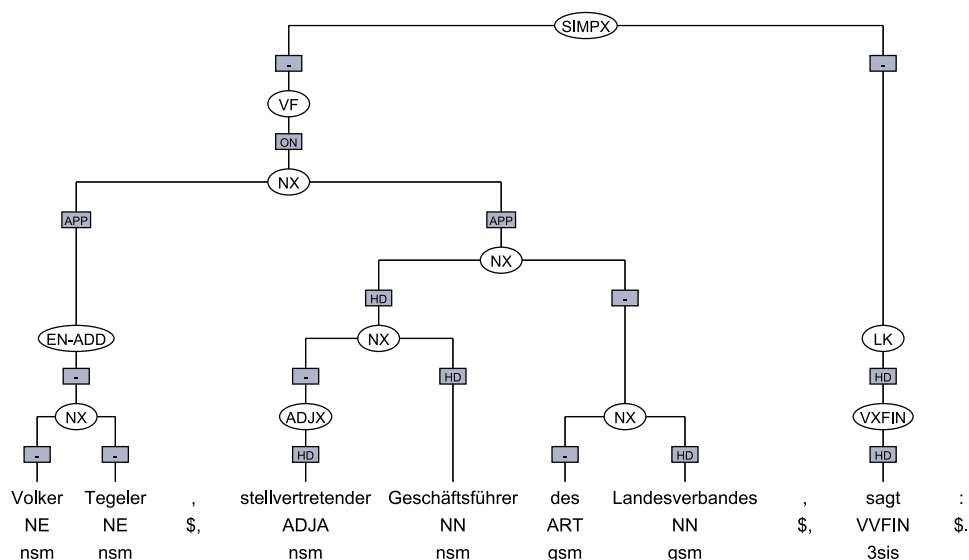 SIMPX
- -
VF
ON
NX
APP APP
NX
HD -
EN-ADD NX LK
- - HD HD
NX ADJX NX VXFIN
- - HD - HD HD
Volker Tegeler , stellvertretender Geschäftsführer des Landesverbandes , sagt :
NE NE $, ADJA NN ART NN $, VVFIN $.
nsm nsm nsm nsm gsm gsm 3sis